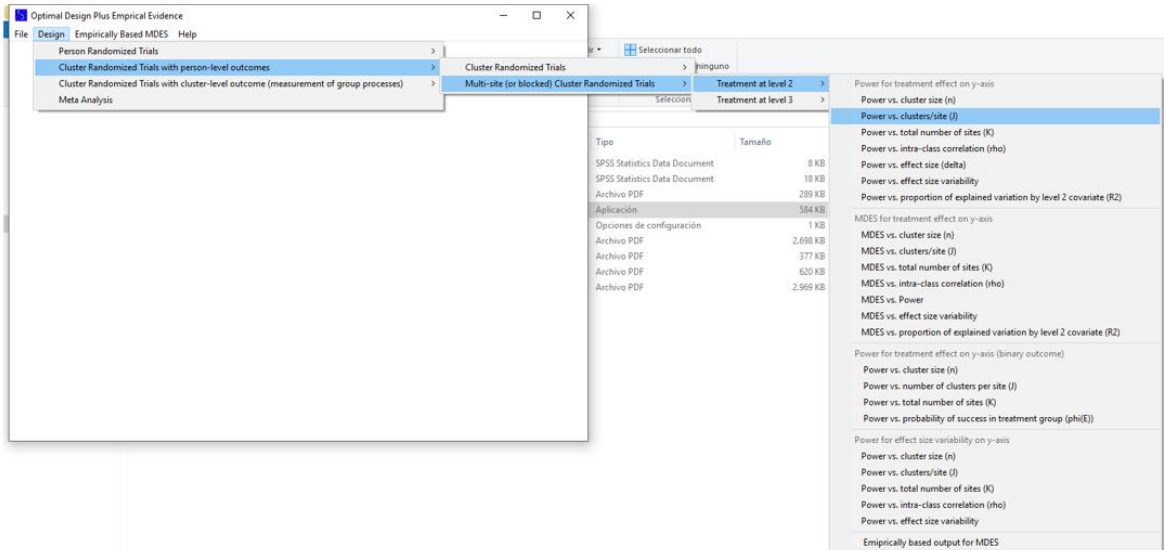 Optimal Design Plus Emprical Evidence
File Design Empirically Based MDES Help
Person Randomized Trials
Cluster Randomized Trials with person-level outcomes
Cluster Randomized Trials with cluster-level outcome (measurement of group processes)
Meta Analysis
Cluster Randomized Trials
Multi-site (or blocked) Cluster Randomized Trials
Treatment at level 2
Treatment at level 3
ir
Seleccionar todo
ninguno
Seleccion
Tipo Tamaño
SPSS Statistics Data Document 8 KB
SPSS Statistics Data Document 18 KB
Archivo PDF 289 KB
Aplicación 584 KB
Opciones de configuración 1 KB
Archivo PDF 2.698 KB
Archivo PDF 377 KB
Archivo PDF 620 KB
Archivo PDF 2.969 KB
Power for treatment effect on y-axis
Power vs. cluster size (n)
Power vs. clusters/site (J)
Power vs. total number of sites (K)
Power vs. intra-class correlation (rho)
Power vs. effect size (delta)
Power vs. effect size variability
Power vs. proportion of explained variation by level 2 covariate (R2)
MDES for treatment effect on y-axis
MDES vs. cluster size (n)
MDES vs. clusters/site (J)
MDES vs. total number of sites (K)
MDES vs. intra-class correlation (rho)
MDES vs. Power
MDES vs. effect size variability
MDES vs. proportion of explained variation by level 2 covariate (R2)
Power for treatment effect on y-axis (binary outcome)
Power vs. cluster size (n)
Power vs. number of clusters per site (J)
Power vs. total number of sites (K)
Power vs. probability of success in treatment group (phi(E))
Power for effect size variability on y-axis
Power vs. cluster size (n)
Power vs. clusters/site (J)
Power vs. total number of sites (K)
Power vs. intra-class correlation (rho)
Power vs. effect size variability
Emiprically based output for MDES